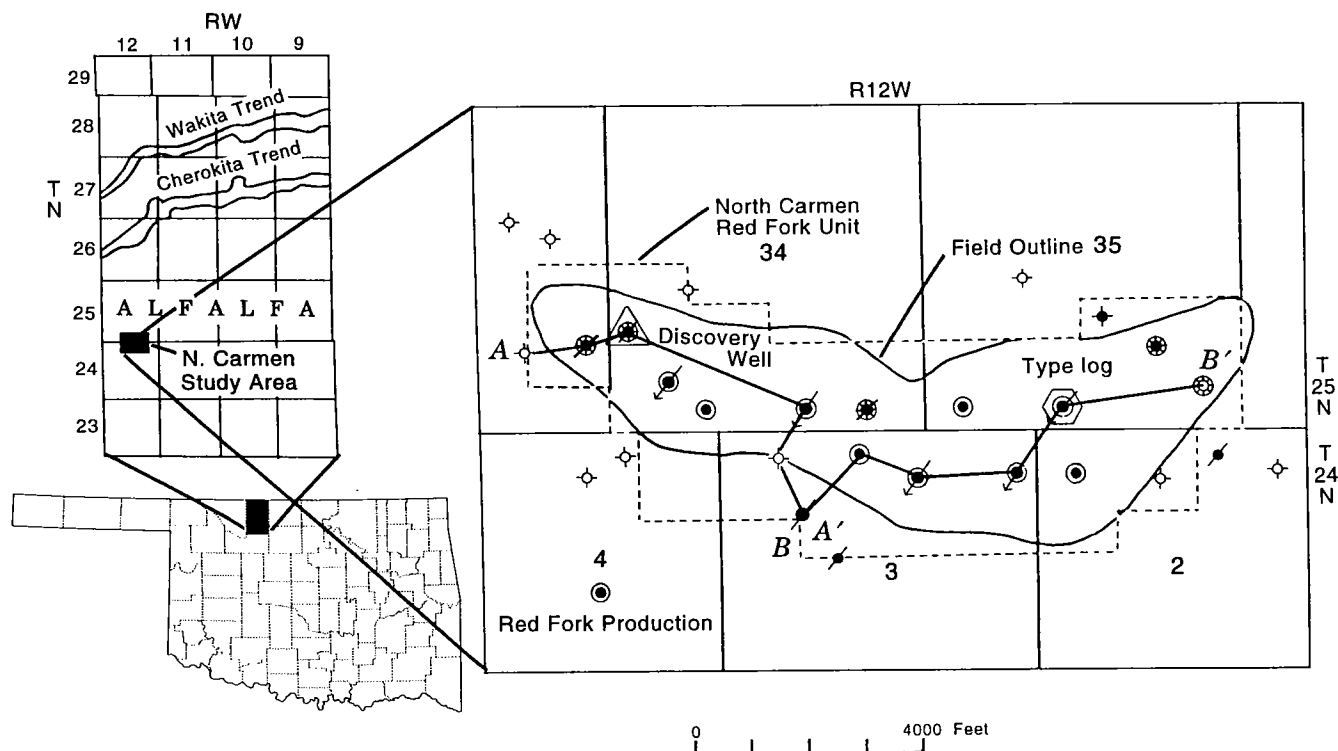 RW
12 11 10 9
29
28
27
26
25
24
23
T
N
Wakita Trend
Cherokita Trend
A L F A L F A
N. Carmen
Study Area
R12W
North Carmen
Red Fork Unit
34
Field Outline 35
A
Discovery
Well
Type log
B′
T
25
N
T
24
N
B A′
4
3
2
Red Fork Production
0 4000 Feet